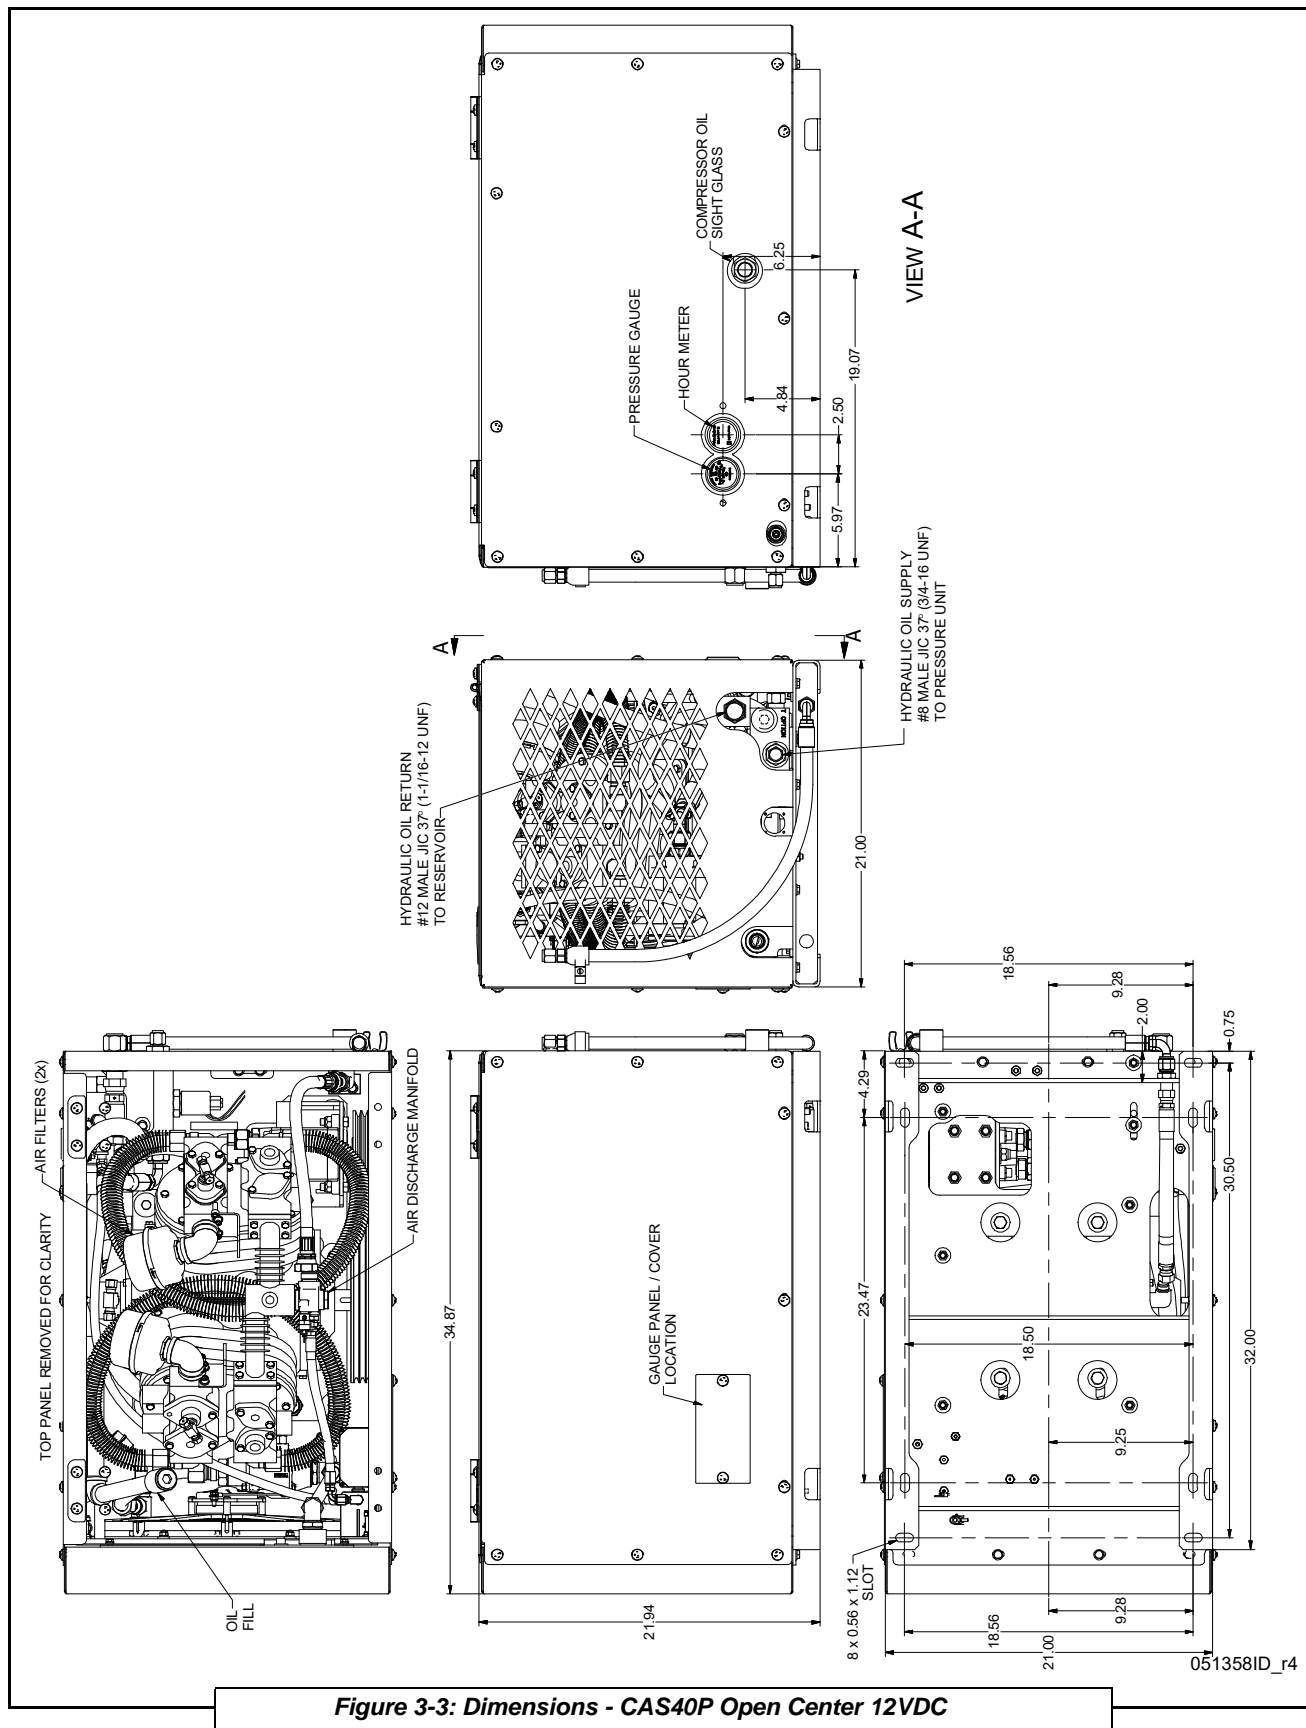 TOP PANEL REMOVED FOR CLARITY
AIR FILTERS (2x)
AIR DISCHARGE MANIFOLD
OIL
FILL
34.87
21.94
GAUGE PANEL / COVER
LOCATION
8 x 0.56 x 1.12
SLOT
4.29
23.47
18.56
9.28
2.00
0.75
30.50
32.00
18.50
9.25
9.28
18.56
21.00
HYDRAULIC OIL RETURN
#12 MALE JIC 37º (1-1/16-12 UNF)
TO RESERVOIR
A
A
T OPTION
21.00
HYDRAULIC OIL SUPPLY
#8 MALE JIC 37º (3/4-16 UNF)
TO PRESSURE UNIT
PRESSURE GAUGE
HOUR METER
COMPRESSOR OIL
SIGHT GLASS
6.25
4.84
19.07
2.50
5.97
VIEW A-A
051358ID_r4
Figure 3-3: Dimensions - CAS40P Open Center 12VDC